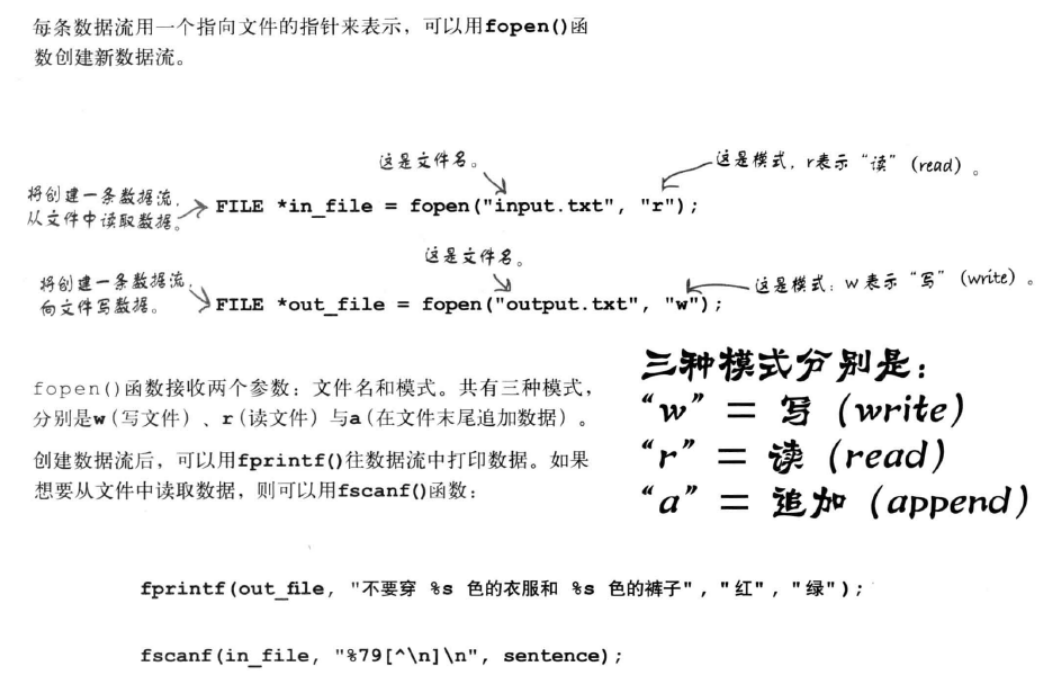 每条数据流用一个指向文件的指针来表示，可以用fopen()函
数创建新数据流。
这是文件名。
这是模式，r表示“读”(read)。
将创建一条数据流，
从文件中读取数据。
FILE *in_file = fopen("input.txt", "r");
这是文件名。
将创建一条数据流，
向文件写数据。
这是模式：w表示“写”(write)。
FILE *out_file = fopen("output.txt", "w");
三种模式分别是：
“w” = 写 (write)
“r” = 读 (read)
“a” = 追加 (append)
fopen()函数接收两个参数：文件名和模式。共有三种模式，
分别是w(写文件)、r(读文件)与a(在文件末尾追加数据)。
创建数据流后，可以用fprintf()往数据流中打印数据。如果
想要从文件中读取数据，则可以用fscanf()函数：
fprintf(out_file, "不要穿 %s 色的衣服和 %s 色的裤子", "红", "绿");
fscanf(in_file, "%79[^\n]\n", sentence);